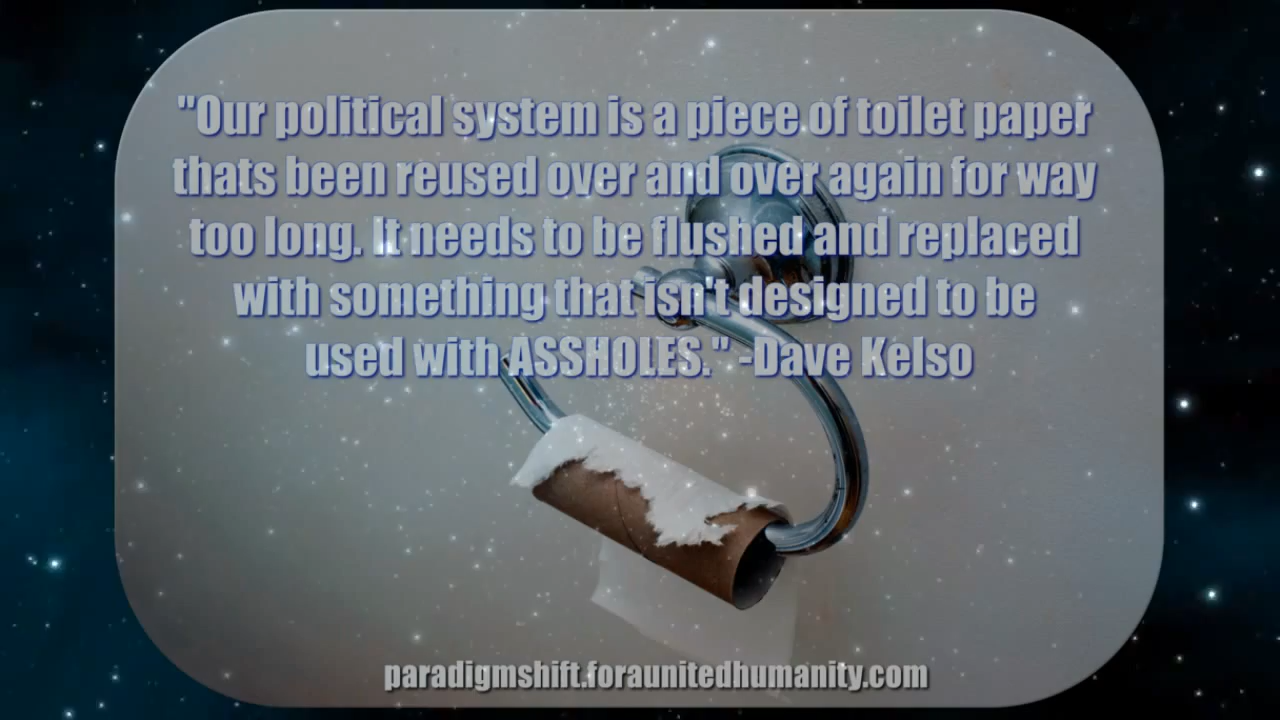 "Our political system is a piece of toilet paper
thats been reused over and over again for way
too long. It needs to be flushed and replaced
with something that isn't designed to be
used with ASSHOLES." -Dave Kelso
paradigmshift.foraunitedhumanity.com